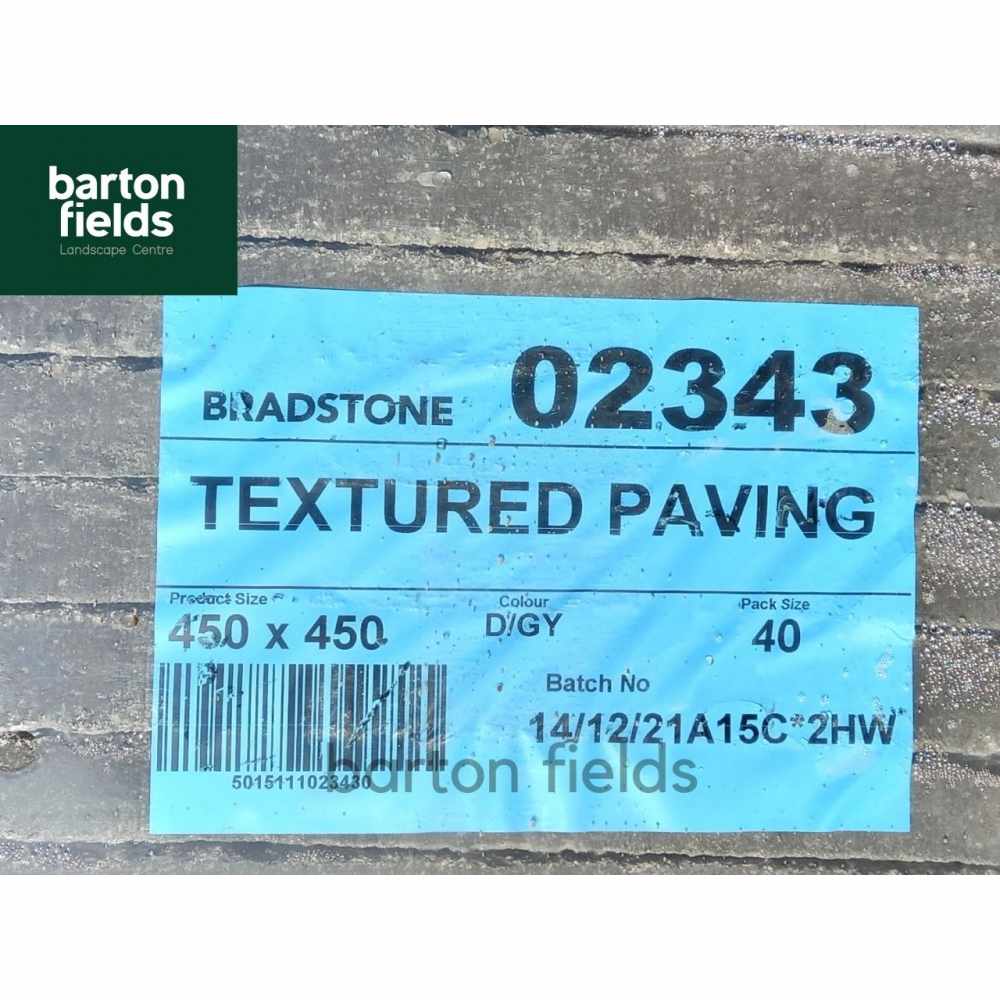 barton
fields
Landscape Centre
BRADSTONE 02343
TEXTURED PAVING
Product Size Colour Pack Size
450 x 450 D/GY 40
Batch No
14/12/21A15C*2HW
barton fields
5015111023430